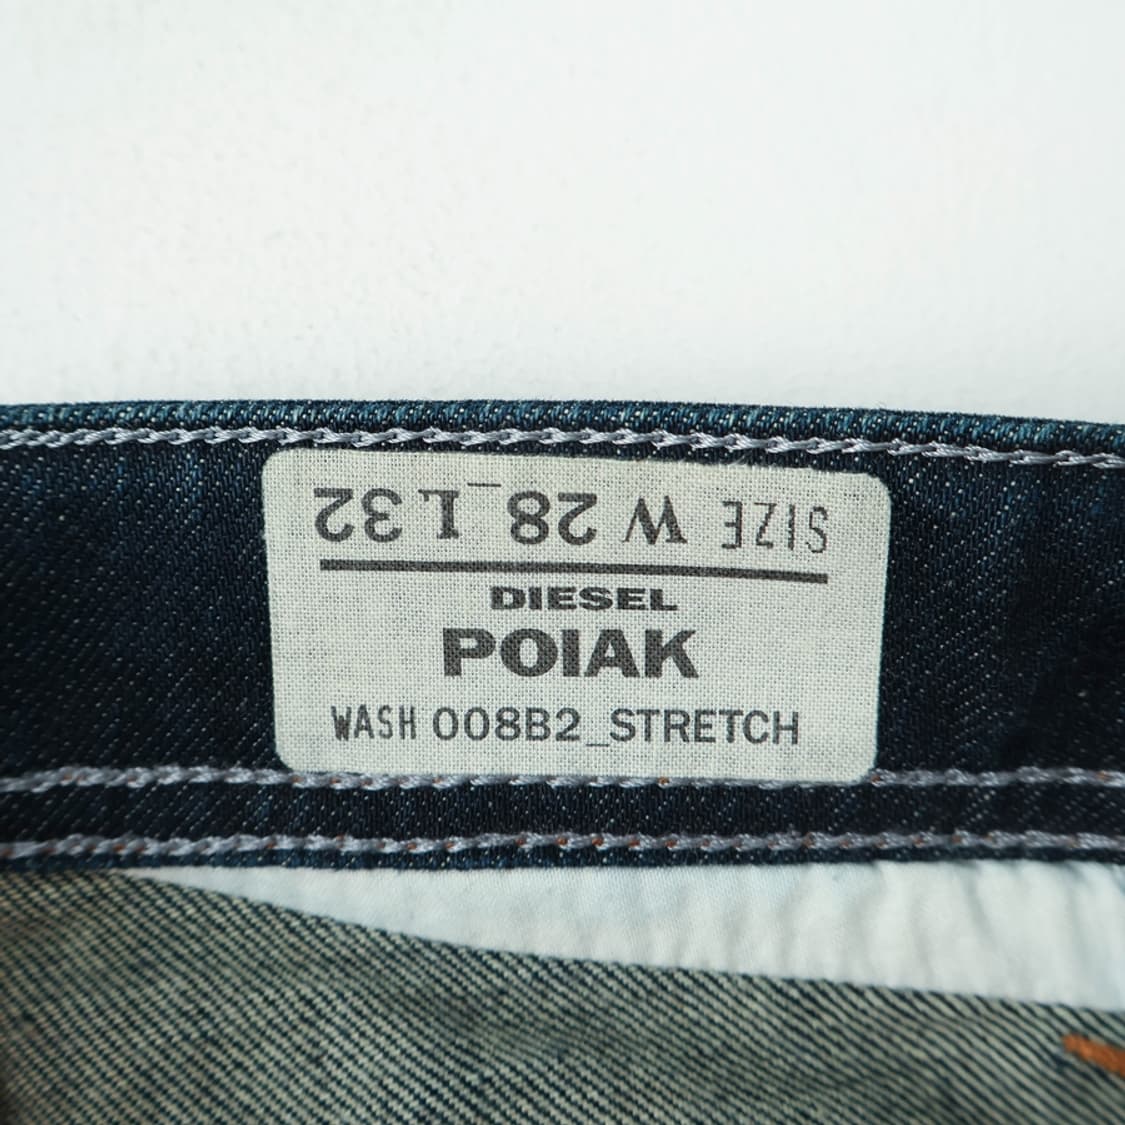 SIZE W 28_L 32
DIESEL
POIAK
WASH 008B2_STRETCH